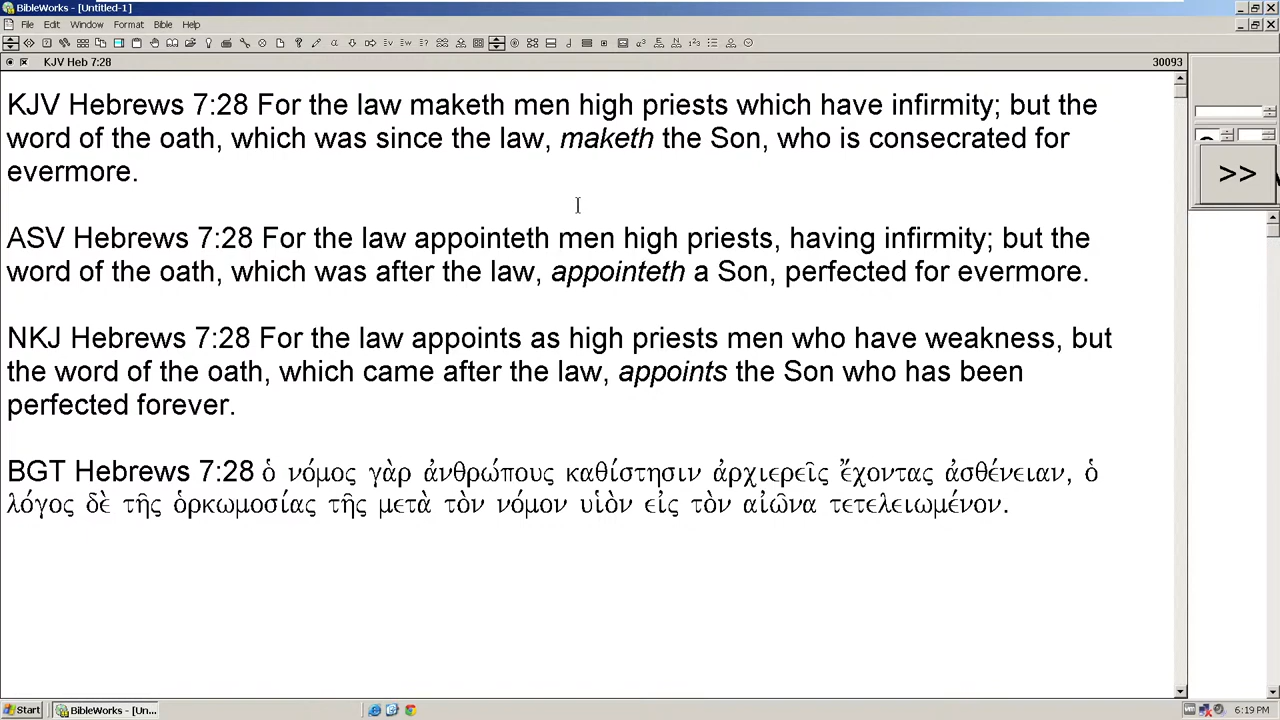 BibleWorks - [Untitled-1]
File Edit Window Format Bible Help
KJV Heb 7:28 30093
KJV Hebrews 7:28 For the law maketh men high priests which have infirmity; but the
word of the oath, which was since the law, maketh the Son, who is consecrated for
evermore.
>>
ASV Hebrews 7:28 For the law appointeth men high priests, having infirmity; but the
word of the oath, which was after the law, appointeth a Son, perfected for evermore.
NKJ Hebrews 7:28 For the law appoints as high priests men who have weakness, but
the word of the oath, which came after the law, appoints the Son who has been
perfected forever.
BGT Hebrews 7:28 ὁ νόμος γὰρ ἀνθρώπους καθίστησιν ἀρχιερεῖς ἔχοντας ἀσθένειαν, ὁ
λόγος δὲ τῆς ὁρκωμοσίας τῆς μετὰ τὸν νόμον υἱὸν εἰς τὸν αἰῶνα τετελειωμένον.
Start BibleWorks - [Un... 6:19 PM